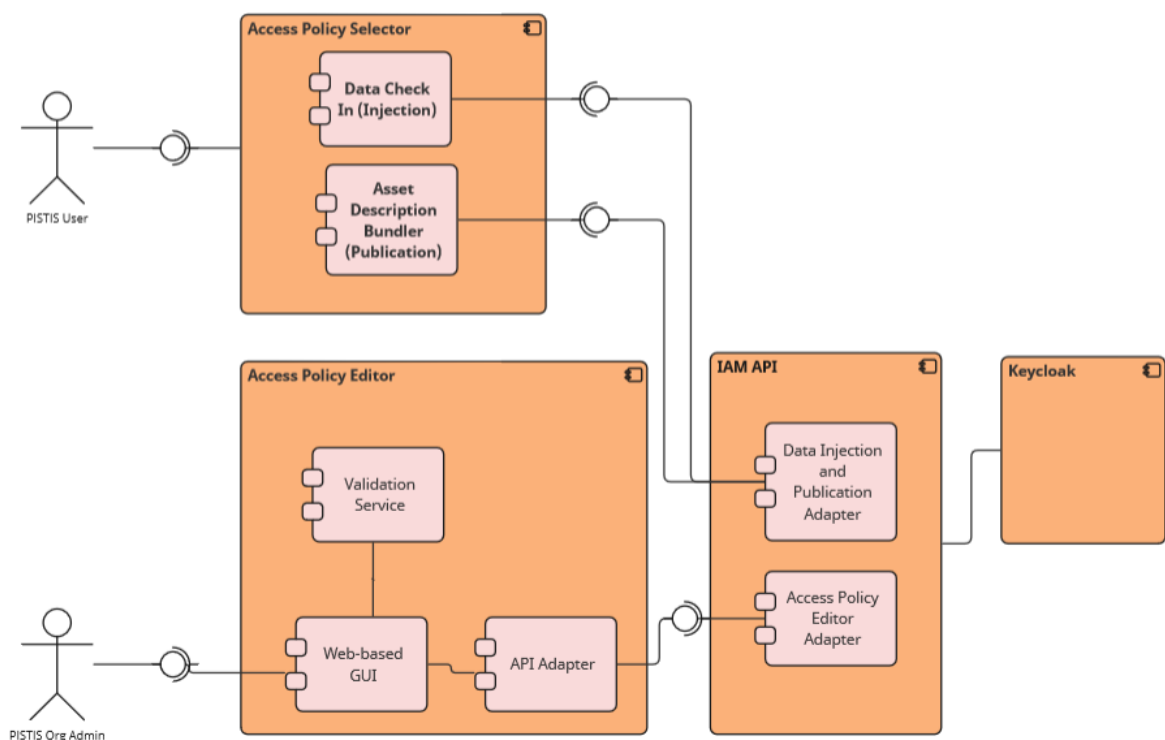 Access Policy Selector
Data Check
In (Injection)
Asset
Description
Bundler
(Publication)
PISTIS User
Access Policy Editor
Validation
Service
Web-based
GUI
API Adapter
PISTIS Org Admin
IAM API
Data Injection
and
Publication
Adapter
Access Policy
Editor
Adapter
Keycloak